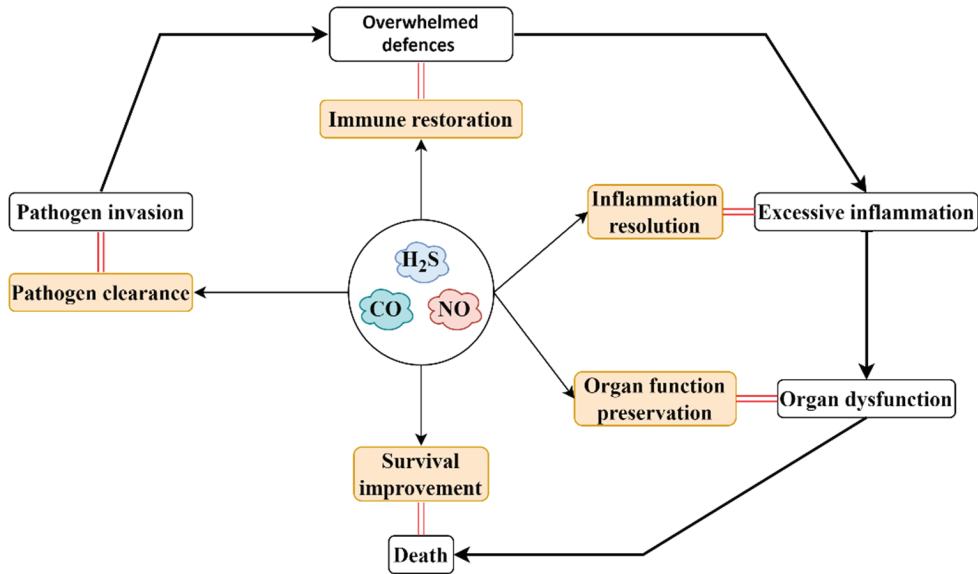 Overwhelmed
defences
Immune restoration
Pathogen invasion
Inflammation
resolution
Excessive inflammation
H₂S
CO
NO
Pathogen clearance
Organ function
preservation
Organ dysfunction
Survival
improvement
Death